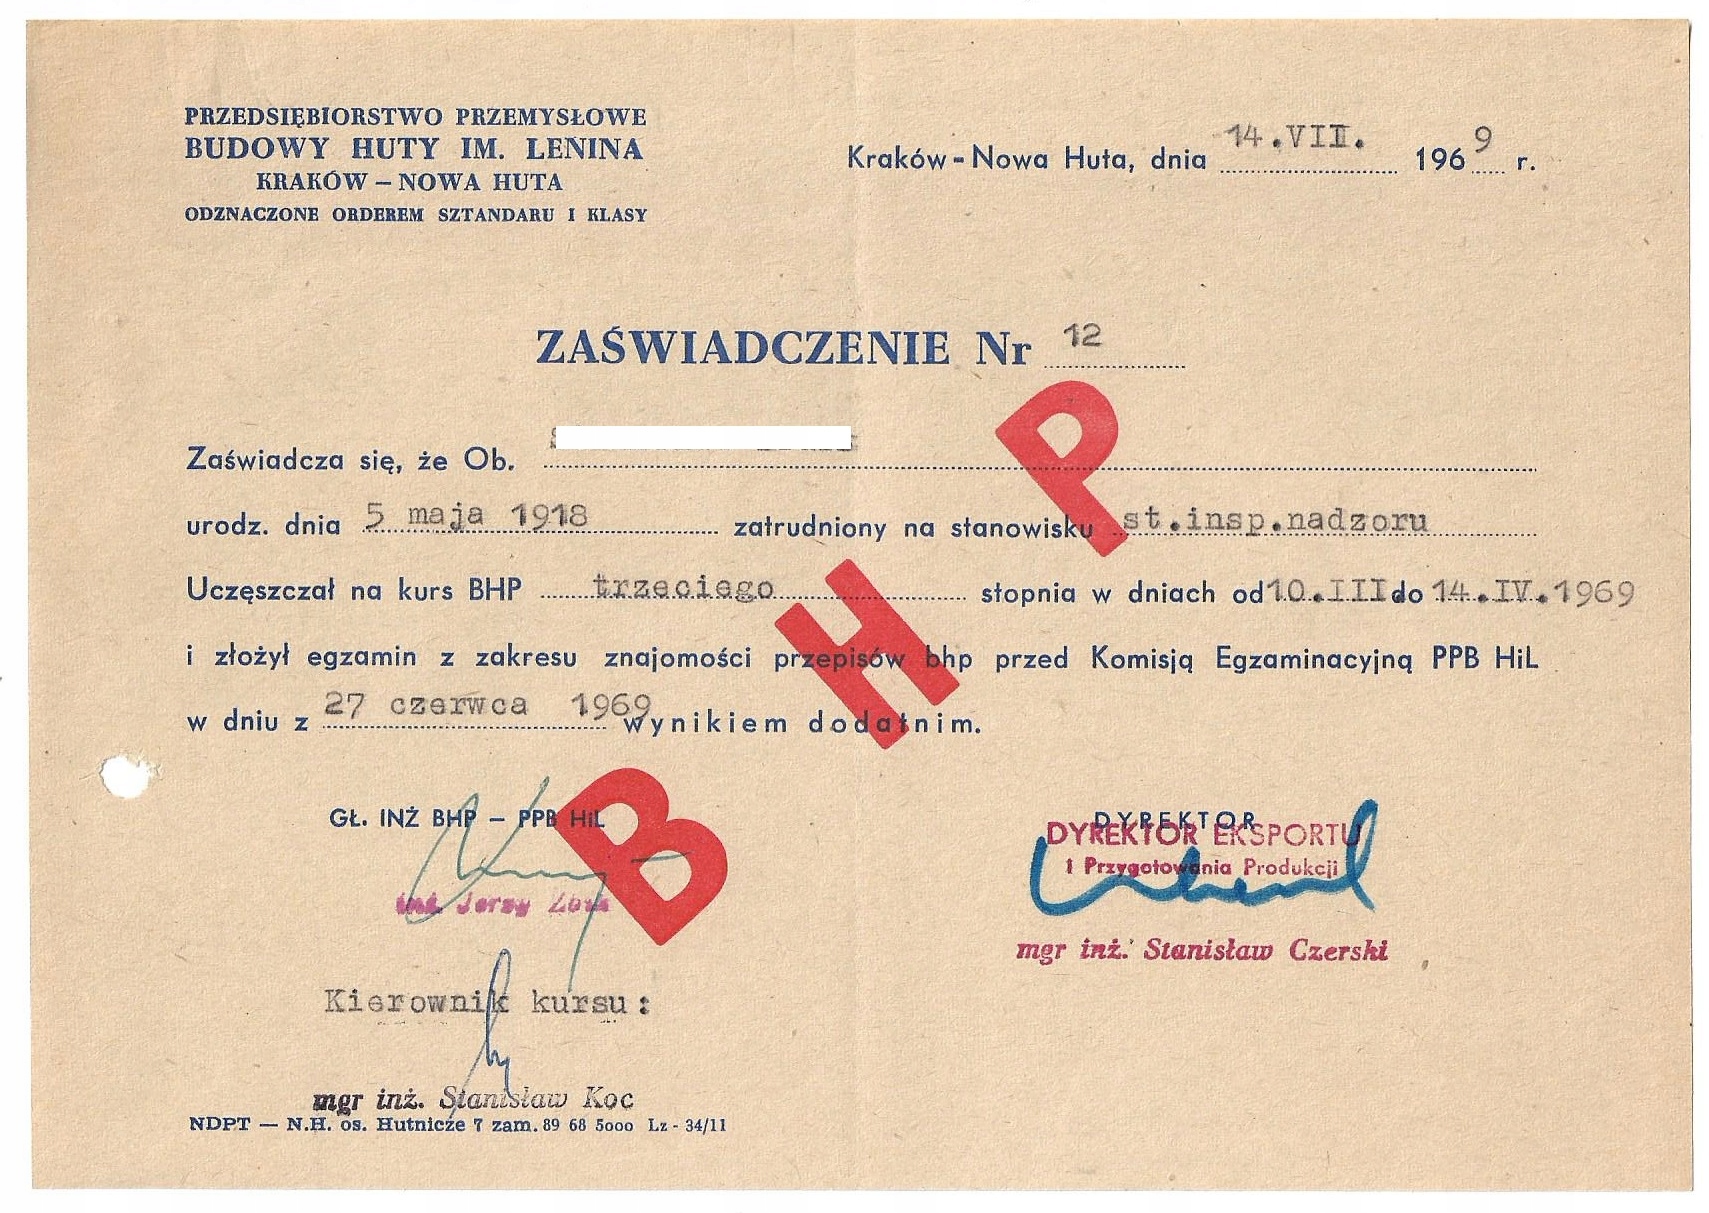 PRZEDSIĘBIORSTWO PRZEMYSŁOWE
BUDOWY HUTY IM. LENINA
KRAKÓW – NOWA HUTA
ODZNACZONE ORDEREM SZTANDARU I KLASY
Kraków - Nowa Huta, dnia 14.VII. 1969 r.
ZAŚWIADCZENIE Nr 12
Zaświadcza się, że Ob.
urodz. dnia 5 maja 1918 zatrudniony na stanowisku st.insp.nadzoru
Uczęszczał na kurs BHP trzeciego stopnia w dniach od 10.III do 14.IV.1969
i złożył egzamin z zakresu znajomości przepisów bhp przed Komisją Egzaminacyjną PPB HiL
w dniu z 27 czerwca 1969 wynikiem dodatnim.
BHP
GŁ. INŻ BHP – PPB HiL
inż. Jerzy
DYREKTOR
DYREKTOR EKSPORTU
i Przygotowania Produkcji
mgr inż. Stanisław Czerski
Kierownik kursu:
mgr inż. Stanisław Koc
NDPT — N.H. os. Hutnicze 7 zam. 89 68 5000 Lz - 34/11